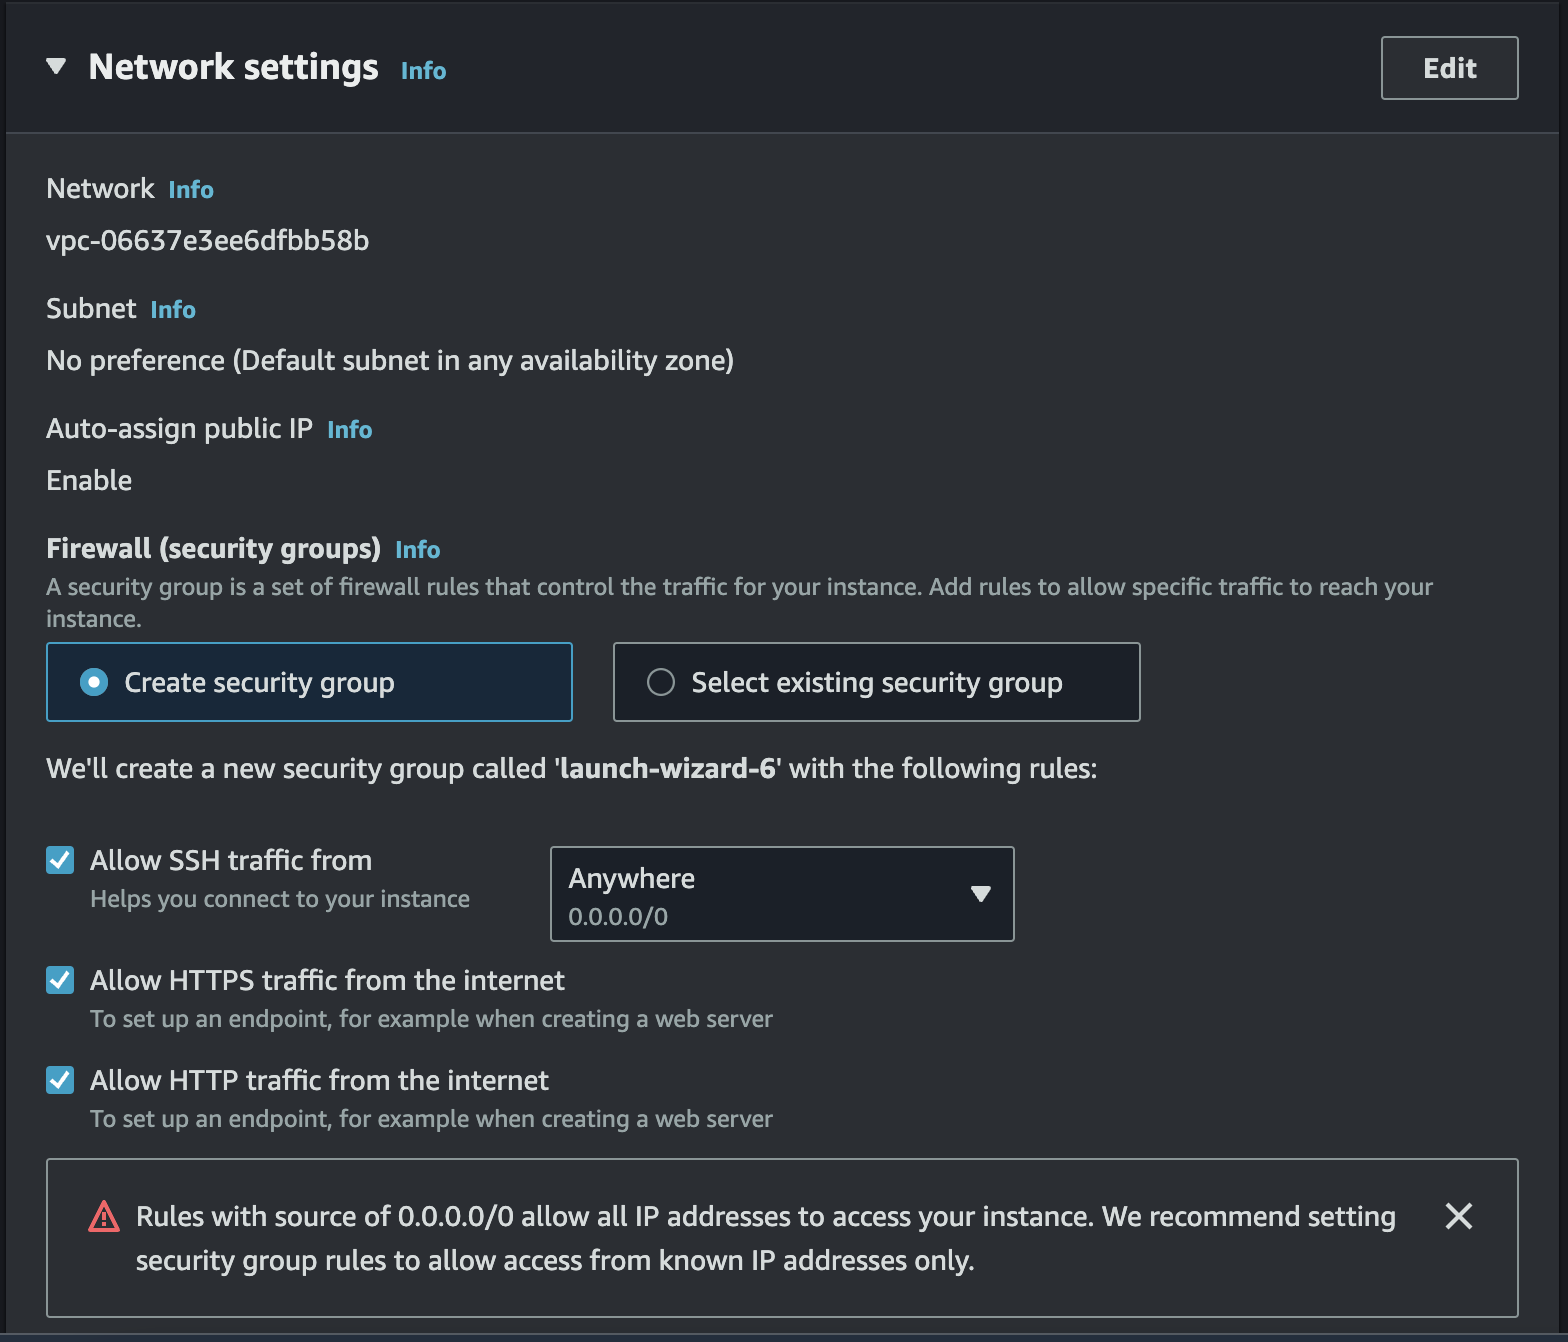 Network settings Info
Edit
Network Info
vpc-06637e3ee6dfbb58b
Subnet Info
No preference (Default subnet in any availability zone)
Auto-assign public IP Info
Enable
Firewall (security groups) Info
A security group is a set of firewall rules that control the traffic for your instance. Add rules to allow specific traffic to reach your
instance.
Create security group
Select existing security group
We'll create a new security group called 'launch-wizard-6' with the following rules:
Allow SSH traffic from
Helps you connect to your instance
Anywhere
0.0.0.0/0
Allow HTTPS traffic from the internet
To set up an endpoint, for example when creating a web server
Allow HTTP traffic from the internet
To set up an endpoint, for example when creating a web server
Rules with source of 0.0.0.0/0 allow all IP addresses to access your instance. We recommend setting
security group rules to allow access from known IP addresses only.